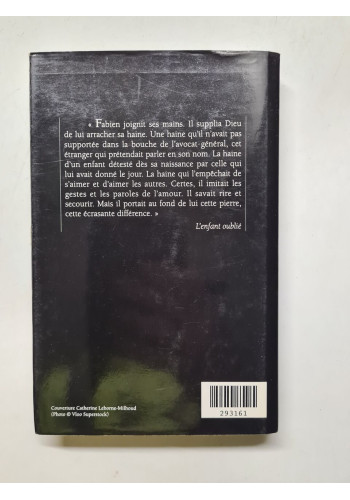 « Fabien joignit ses mains. Il supplia Dieu
de lui arracher sa haine. Une haine qu'il n'avait pas
supportée dans la bouche de l'avocat-général, cet
étranger qui prétendait parler en son nom. La haine
d'un enfant détesté dès sa naissance par celle qui
lui avait donné le jour. La haine qui l'empêchait de
s'aimer et d'aimer les autres. Certes, il imitait les
gestes et les paroles de l'amour. Il savait rire et
secourir. Mais il portait au fond de lui cette pierre,
cette écrasante différence. »
L'enfant oublié
Couverture Catherine Leborne-Milhoud
(Photo © Viso Superstock)
293161